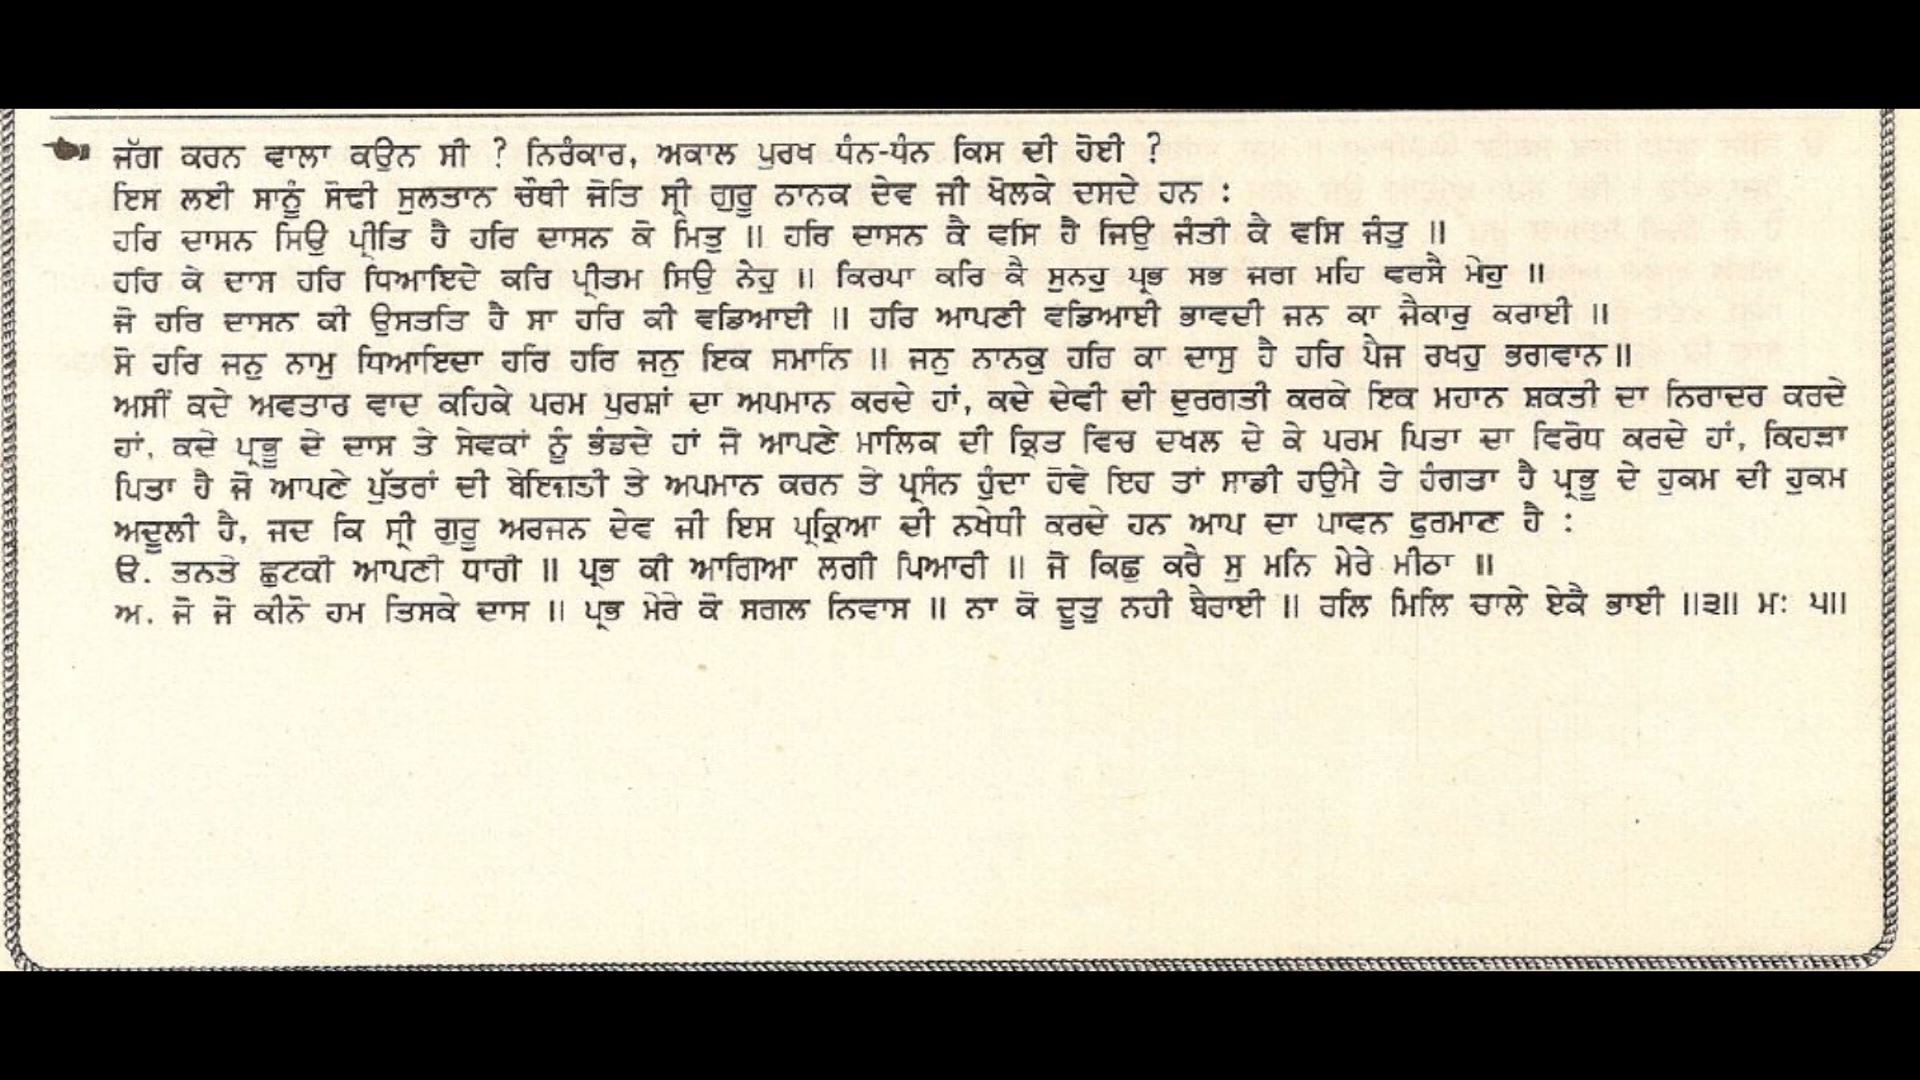 ਜੱਗ ਕਰਨ ਵਾਲਾ ਕਉਨ ਸੀ ? ਨਿਰੰਕਾਰ, ਅਕਾਲ ਪੁਰਖ ਧੰਨ-ਧੰਨ ਕਿਸ ਦੀ ਹੋਈ ?
ਇਸ ਲਈ ਸਾਨੂੰ ਸੋਢੀ ਸੁਲਤਾਨ ਚੌਥੀ ਜੋਤਿ ਸ੍ਰੀ ਗੁਰੂ ਨਾਨਕ ਦੇਵ ਜੀ ਖੋਲਕੇ ਦਸਦੇ ਹਨ :
ਹਰਿ ਦਾਸਨ ਸਿਉ ਪ੍ਰੀਤਿ ਹੈ ਹਰਿ ਦਾਸਨ ਕੋ ਮਿਤੁ ॥ ਹਰਿ ਦਾਸਨ ਕੈ ਵਸਿ ਹੈ ਜਿਉ ਜੰਤੀ ਕੈ ਵਸਿ ਜੰਤੁ ॥
ਹਰਿ ਕੇ ਦਾਸ ਹਰਿ ਧਿਆਇਦੇ ਕਰਿ ਪ੍ਰੀਤਮ ਸਿਉ ਨੇਹੁ ॥ ਕਿਰਪਾ ਕਰਿ ਕੈ ਸੁਨਹੁ ਪ੍ਰਭ ਸਭ ਜਗ ਮਹਿ ਵਰਸੈ ਮੇਹੁ ॥
ਜੋ ਹਰਿ ਦਾਸਨ ਕੀ ਉਸਤਤਿ ਹੈ ਸਾ ਹਰਿ ਕੀ ਵਡਿਆਈ ॥ ਹਰਿ ਆਪਣੀ ਵਡਿਆਈ ਭਾਵਦੀ ਜਨ ਕਾ ਜੈਕਾਰੁ ਕਰਾਈ ॥
ਸੋ ਹਰਿ ਜਨੁ ਨਾਮੁ ਧਿਆਇਦਾ ਹਰਿ ਹਰਿ ਜਨੁ ਇਕ ਸਮਾਨਿ ॥ ਜਨੁ ਨਾਨਕੁ ਹਰਿ ਕਾ ਦਾਸੁ ਹੈ ਹਰਿ ਪੈਜ ਰਖਹੁ ਭਗਵਾਨ ॥
ਅਸੀਂ ਕਦੇ ਅਵਤਾਰ ਵਾਦ ਕਹਿਕੇ ਪਰਮ ਪੁਰਸ਼ਾਂ ਦਾ ਅਪਮਾਨ ਕਰਦੇ ਹਾਂ, ਕਦੇ ਦੇਵੀ ਦੀ ਦੁਰਗਤੀ ਕਰਕੇ ਇਕ ਮਹਾਨ ਸ਼ਕਤੀ ਦਾ ਨਿਰਾਦਰ ਕਰਦੇ
ਹਾਂ, ਕਦੇ ਪ੍ਰਭੂ ਦੇ ਦਾਸ ਤੇ ਸੇਵਕਾਂ ਨੂੰ ਭੰਡਦੇ ਹਾਂ ਜੋ ਆਪਣੇ ਮਾਲਿਕ ਦੀ ਕ੍ਰਿਤ ਵਿਚ ਦਖਲ ਦੇ ਕੇ ਪਰਮ ਪਿਤਾ ਦਾ ਵਿਰੋਧ ਕਰਦੇ ਹਾਂ, ਕਿਹੜਾ
ਪਿਤਾ ਹੈ ਜੋ ਆਪਣੇ ਪੁੱਤਰਾਂ ਦੀ ਬੇਇਜ਼ਤੀ ਤੇ ਅਪਮਾਨ ਕਰਨ ਤੇ ਪ੍ਰਸੰਨ ਹੁੰਦਾ ਹੋਵੇ ਇਹ ਤਾਂ ਸਾਡੀ ਹਉਮੈ ਤੇ ਹੰਗਤਾ ਹੈ ਪ੍ਰਭੂ ਦੇ ਹੁਕਮ ਦੀ ਹੁਕਮ
ਅਦੂਲੀ ਹੈ, ਜਦ ਕਿ ਸ੍ਰੀ ਗੁਰੂ ਅਰਜਨ ਦੇਵ ਜੀ ਇਸ ਪ੍ਰਕ੍ਰਿਆ ਦੀ ਨਖੇਧੀ ਕਰਦੇ ਹਨ ਆਪ ਦਾ ਪਾਵਨ ਫੁਰਮਾਣ ਹੈ :
ੳ. ਤਨਤੇ ਛੁਟਕੀ ਆਪਣੀ ਧਾਰੀ ॥ ਪ੍ਰਭ ਕੀ ਆਗਿਆ ਲਗੀ ਪਿਆਰੀ ॥ ਜੋ ਕਿਛੁ ਕਰੈ ਸੁ ਮਨਿ ਮੇਰੇ ਮੀਠਾ ॥
ਅ. ਜੋ ਜੋ ਕੀਨੋ ਹਮ ਤਿਸਕੇ ਦਾਸ ॥ ਪ੍ਰਭ ਮੇਰੇ ਕੋ ਸਗਲ ਨਿਵਾਸ ॥ ਨਾ ਕੋ ਦੂਤੁ ਨਹੀ ਬੈਰਾਈ ॥ ਰਲਿ ਮਿਲਿ ਚਾਲੇ ਏਕੈ ਭਾਈ ॥੩॥ ਮਃ ੫॥